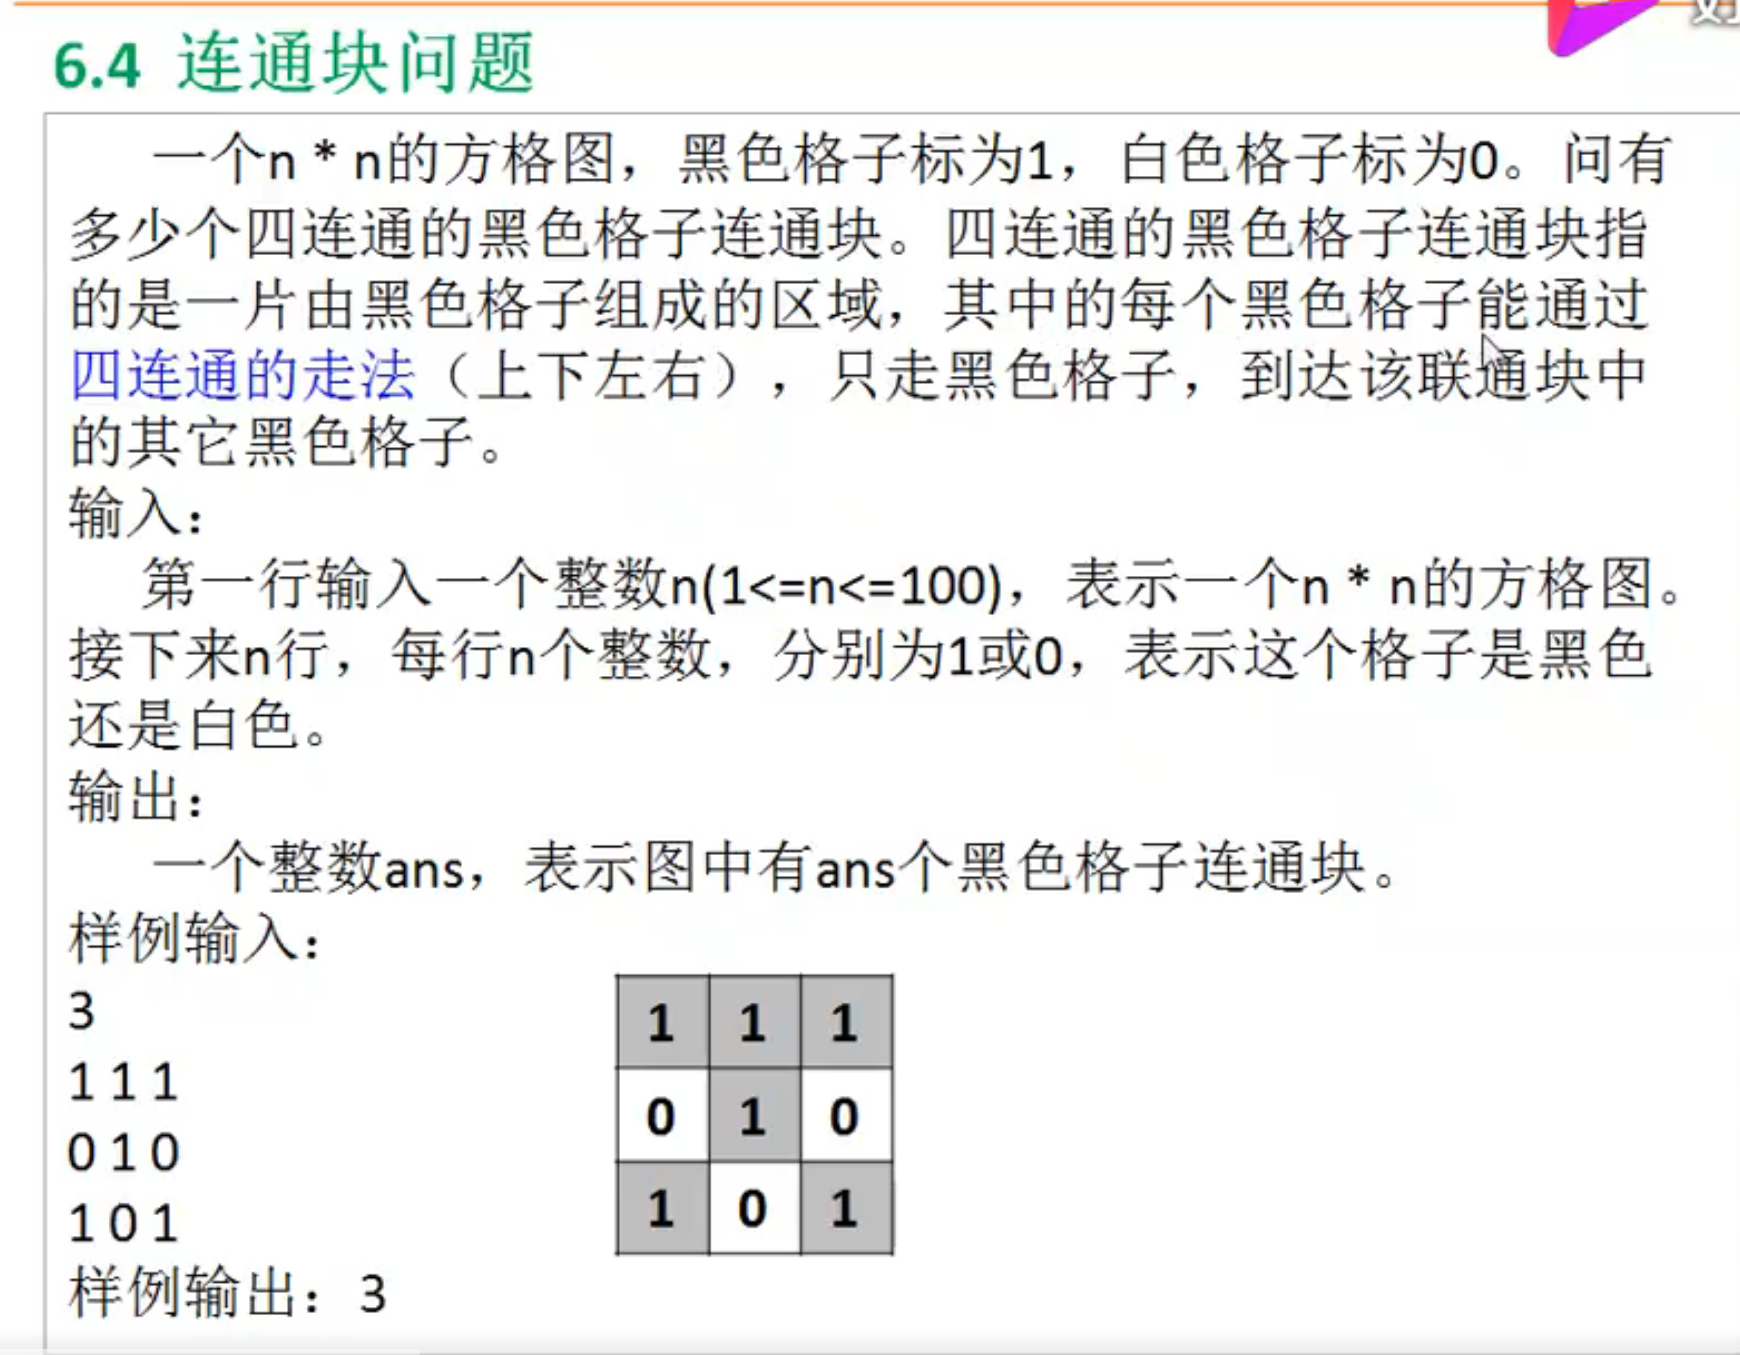 6.4 连通块问题
一个n * n的方格图，黑色格子标为1，白色格子标为0。问有
多少个四连通的黑色格子连通块。四连通的黑色格子连通块指
的是一片由黑色格子组成的区域，其中的每个黑色格子能通过
四连通的走法（上下左右），只走黑色格子，到达该联通块中
的其它黑色格子。
输入：
第一行输入一个整数n(1<=n<=100)，表示一个n * n的方格图。
接下来n行，每行n个整数，分别为1或0，表示这个格子是黑色
还是白色。
输出：
一个整数ans，表示图中有ans个黑色格子连通块。
样例输入：
3
1 1 1
0 1 0
1 0 1
样例输出：3
1 1 1
0 1 0
1 0 1